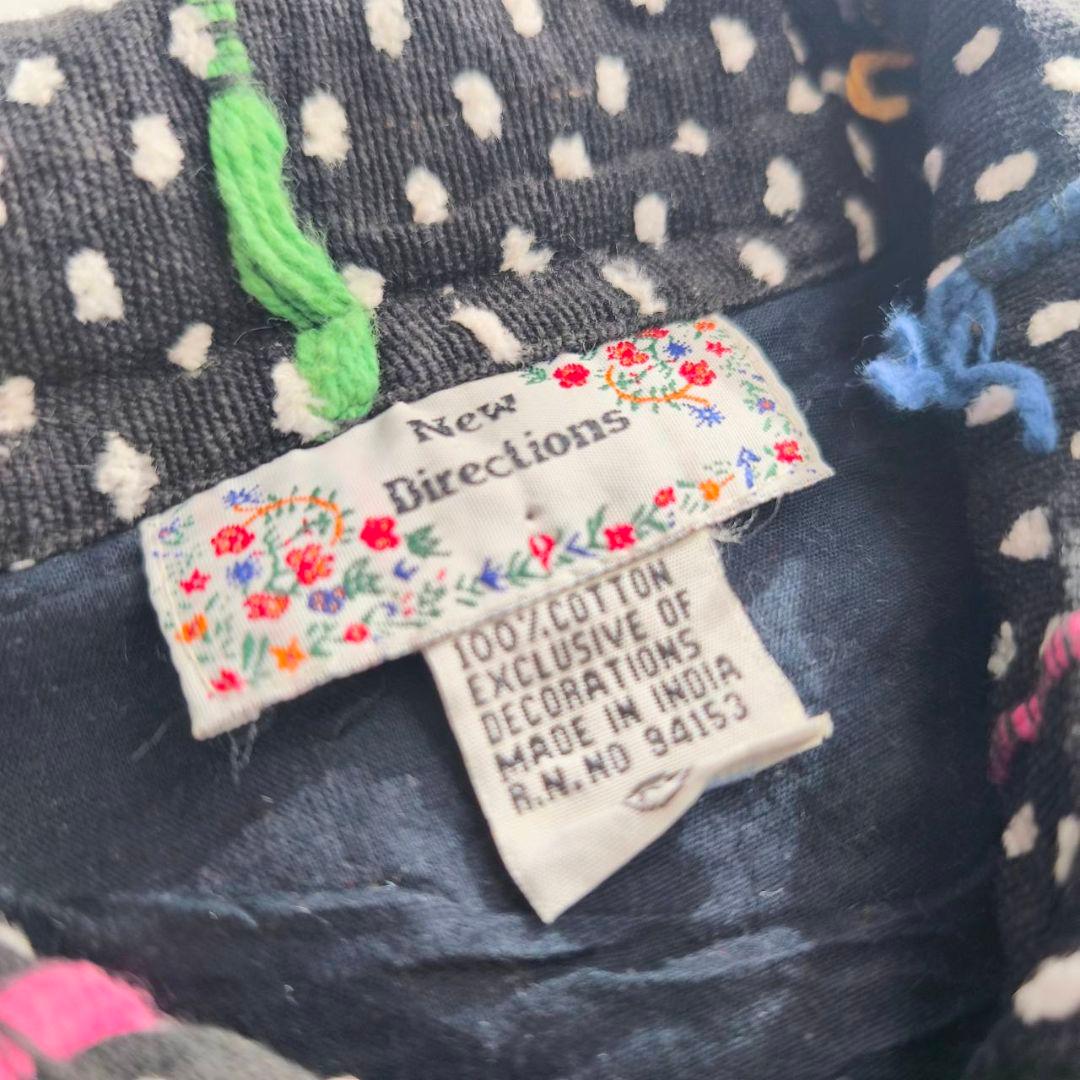 New
Directions
100% COTTON
EXCLUSIVE OF
DECORATIONS
MADE IN INDIA
R.N.NO 94153